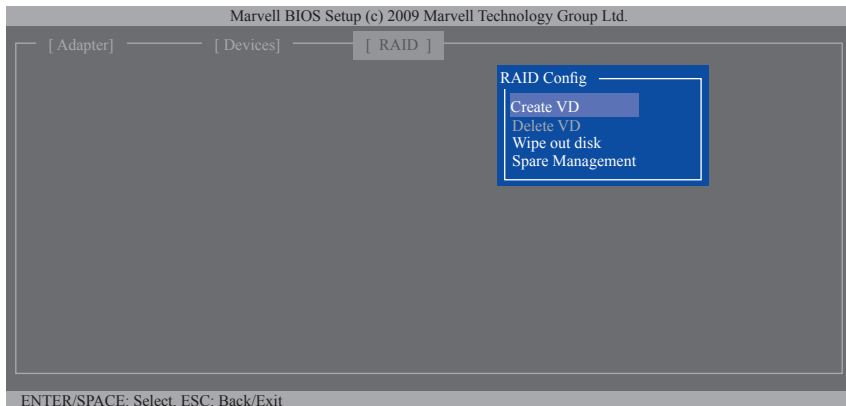 Marvell BIOS Setup (c) 2009 Marvell Technology Group Ltd.
[ Adapter] [ Devices] [ RAID ]
RAID Config
Create VD
Delete VD
Wipe out disk
Spare Management
ENTER/SPACE: Select, ESC: Back/Exit